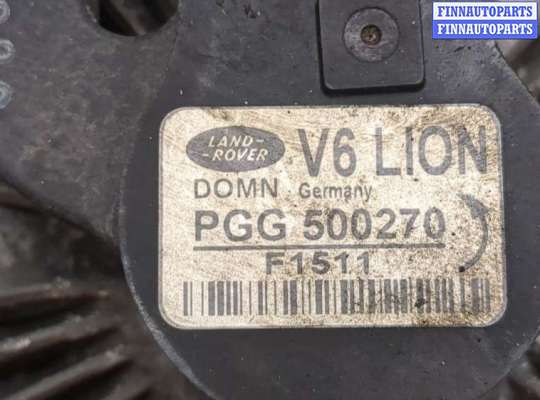 FINNAUTOPARTS
FINNAUTOPARTS
LAND-
-ROVER
V6 LION
DOMN Germany
PGG 500270
F1511